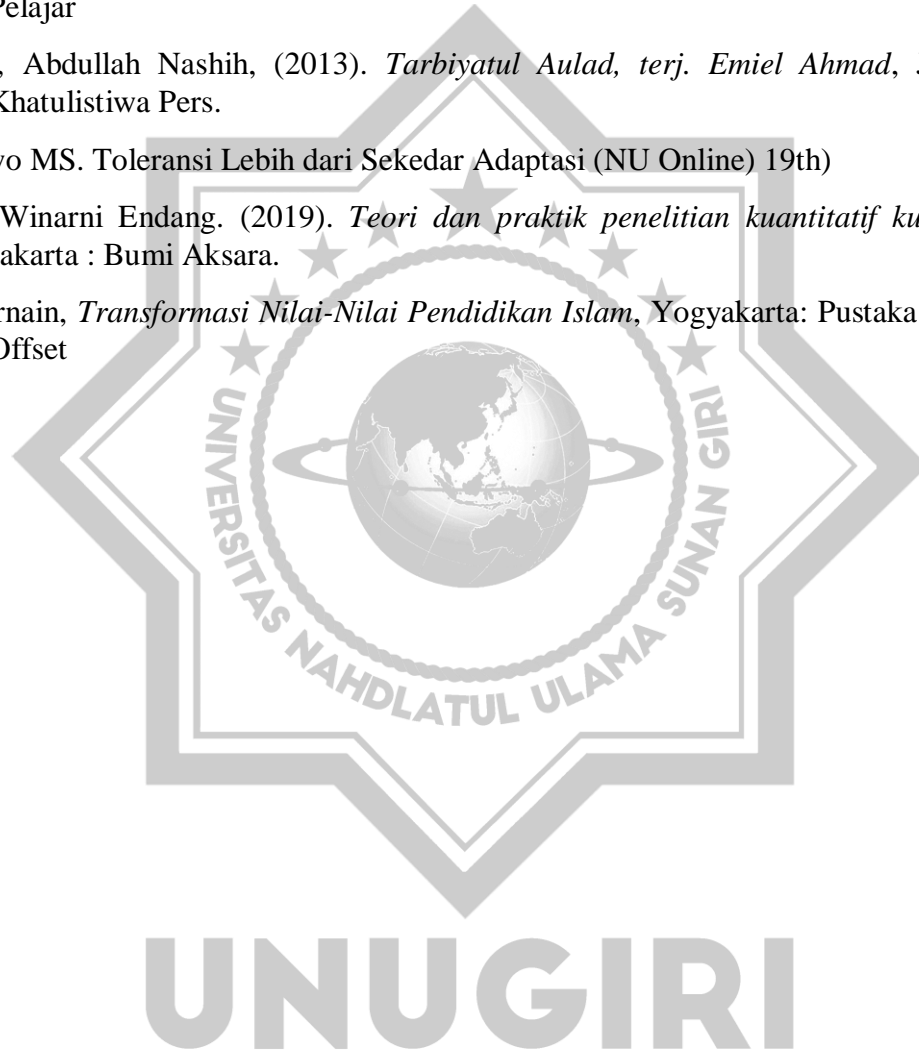 Pelajar
, Abdullah Nashih, (2013). Tarbiyatul Aulad, terj. Emiel Ahmad,
Khatulistiwa Pers.
vo MS. Toleransi Lebih dari Sekedar Adaptasi (NU Online) 19th)
Winarni Endang. (2019). Teori dan praktik penelitian kuantitatif ku
akarta : Bumi Aksara.
rnain, Transformasi Nilai-Nilai Pendidikan Islam, Yogyakarta: Pustaka
Offset
UNIVERSITAS NAHDLATUL ULAMA SUNAN GIRI
UNUGIRI